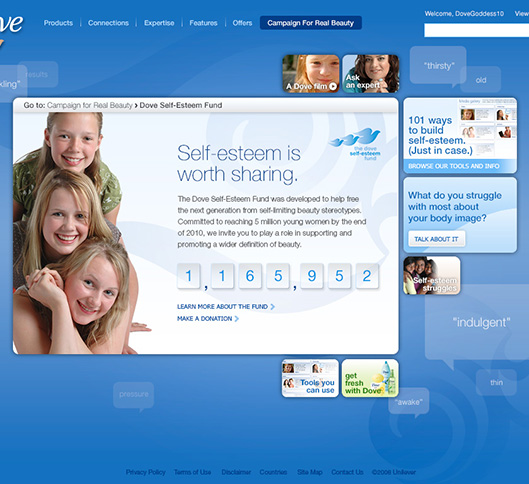 ove
Products
Connections
Expertise
Features
Offers
Campaign For Real Beauty
Welcome, DoveGoddess10
View
results
"thirsty"
old
A Dove film
Ask
an expert
Go to: Campaign for Real Beauty › Dove Self-Esteem Fund
the dove
self-esteem
fund
Self-esteem is
worth sharing.
The Dove Self-Esteem Fund was developed to help free
the next generation from self-limiting beauty stereotypes.
Committed to reaching 5 million young women by the end
of 2010, we invite you to play a role in supporting and
promoting a wider definition of beauty.
1,165,952
LEARN MORE ABOUT THE FUND
MAKE A DONATION
101 ways
to build
self-esteem.
(Just in case.)
BROWSE OUR TOOLS AND INFO
What do you struggle
with most about
your body image?
TALK ABOUT IT
Self-esteem
struggles
"indulgent"
thin
"awake"
pressure
Tools you
can use
get
fresh
with Dove
Privacy Policy
Terms of Use
Disclaimer
Countries
Site Map
Contact Us
©2008 Unilever